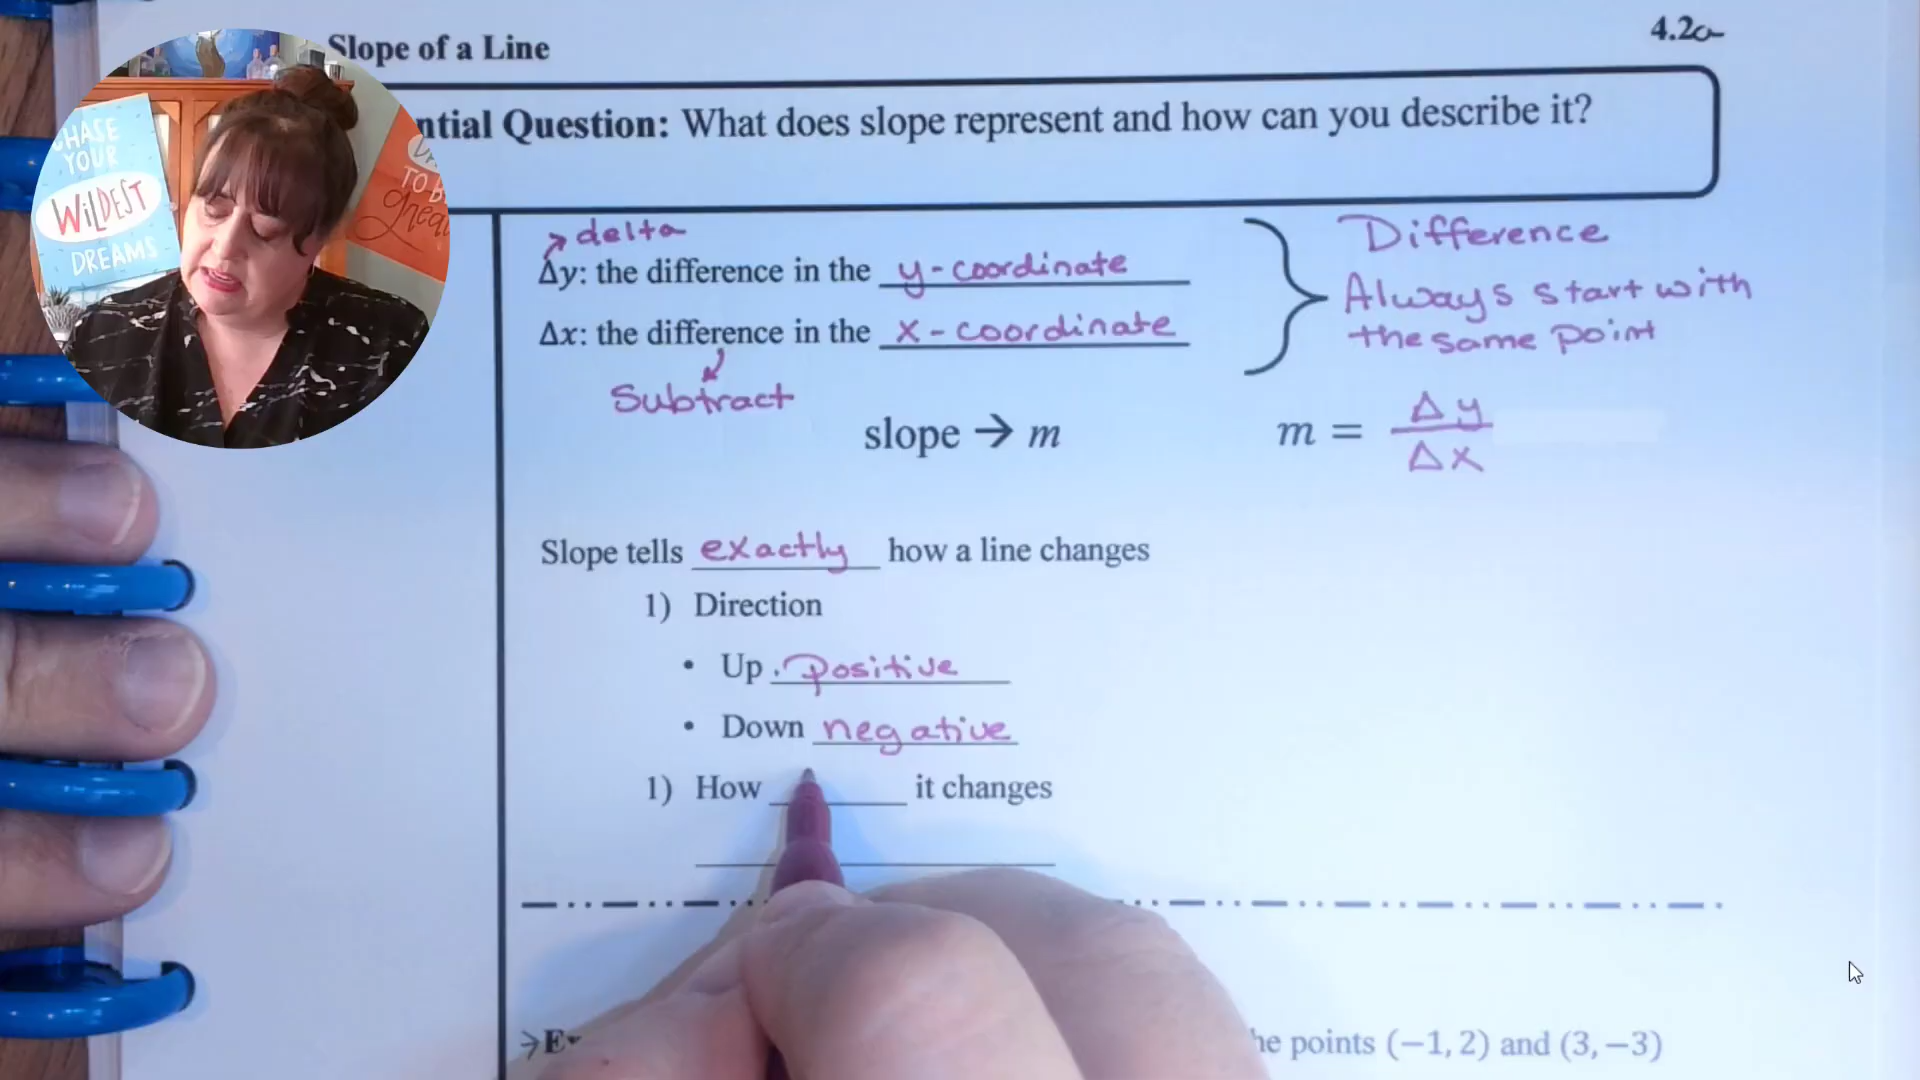 Slope of a Line
4.2a
ntial Question: What does slope represent and how can you describe it?
CHASE
YOUR
WILDEST
DREAMS
TO B
great
delta
Δy: the difference in the y-coordinate
Δx: the difference in the x-coordinate
Subtract
Difference
Always start with
the same point
slope → m
m = Δy
Δx
Slope tells exactly how a line changes
1) Direction
• Up Positive
• Down negative
1) How ______ it changes
he points (−1, 2) and (3, −3)